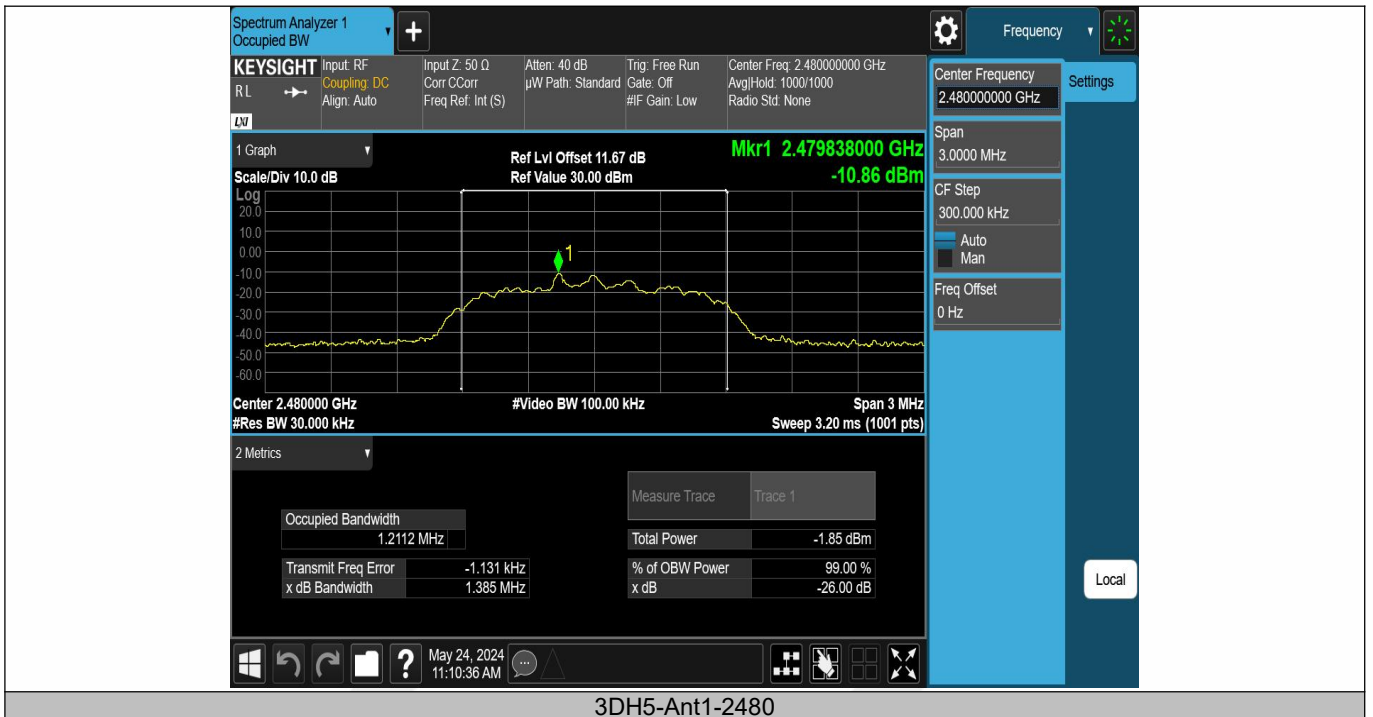 Spectrum Analyzer 1
Occupied BW
+
Frequency
KEYSIGHT Input: RF Input Z: 50 Ω Atten: 40 dB Trig: Free Run Center Freq: 2.480000000 GHz
RL Coupling: DC Corr CCorr µW Path: Standard Gate: Off Avg|Hold: 1000/1000
Align: Auto Freq Ref: Int (S) #IF Gain: Low Radio Std: None
LXI
Center Frequency
2.480000000 GHz
Settings
Span
3.0000 MHz
CF Step
300.000 kHz
Auto
Man
Freq Offset
0 Hz
Local
1 Graph
Ref Lvl Offset 11.67 dB Mkr1 2.479838000 GHz
Scale/Div 10.0 dB Ref Value 30.00 dBm -10.86 dBm
Log
20.0
10.0
0.00
-10.0
-20.0
-30.0
-40.0
-50.0
-60.0
1
Center 2.480000 GHz #Video BW 100.00 kHz Span 3 MHz
#Res BW 30.000 kHz Sweep 3.20 ms (1001 pts)
2 Metrics
Measure Trace Trace 1
Occupied Bandwidth
1.2112 MHz Total Power -1.85 dBm
Transmit Freq Error -1.131 kHz % of OBW Power 99.00 %
x dB Bandwidth 1.385 MHz x dB -26.00 dB
? May 24, 2024
11:10:36 AM
3DH5-Ant1-2480